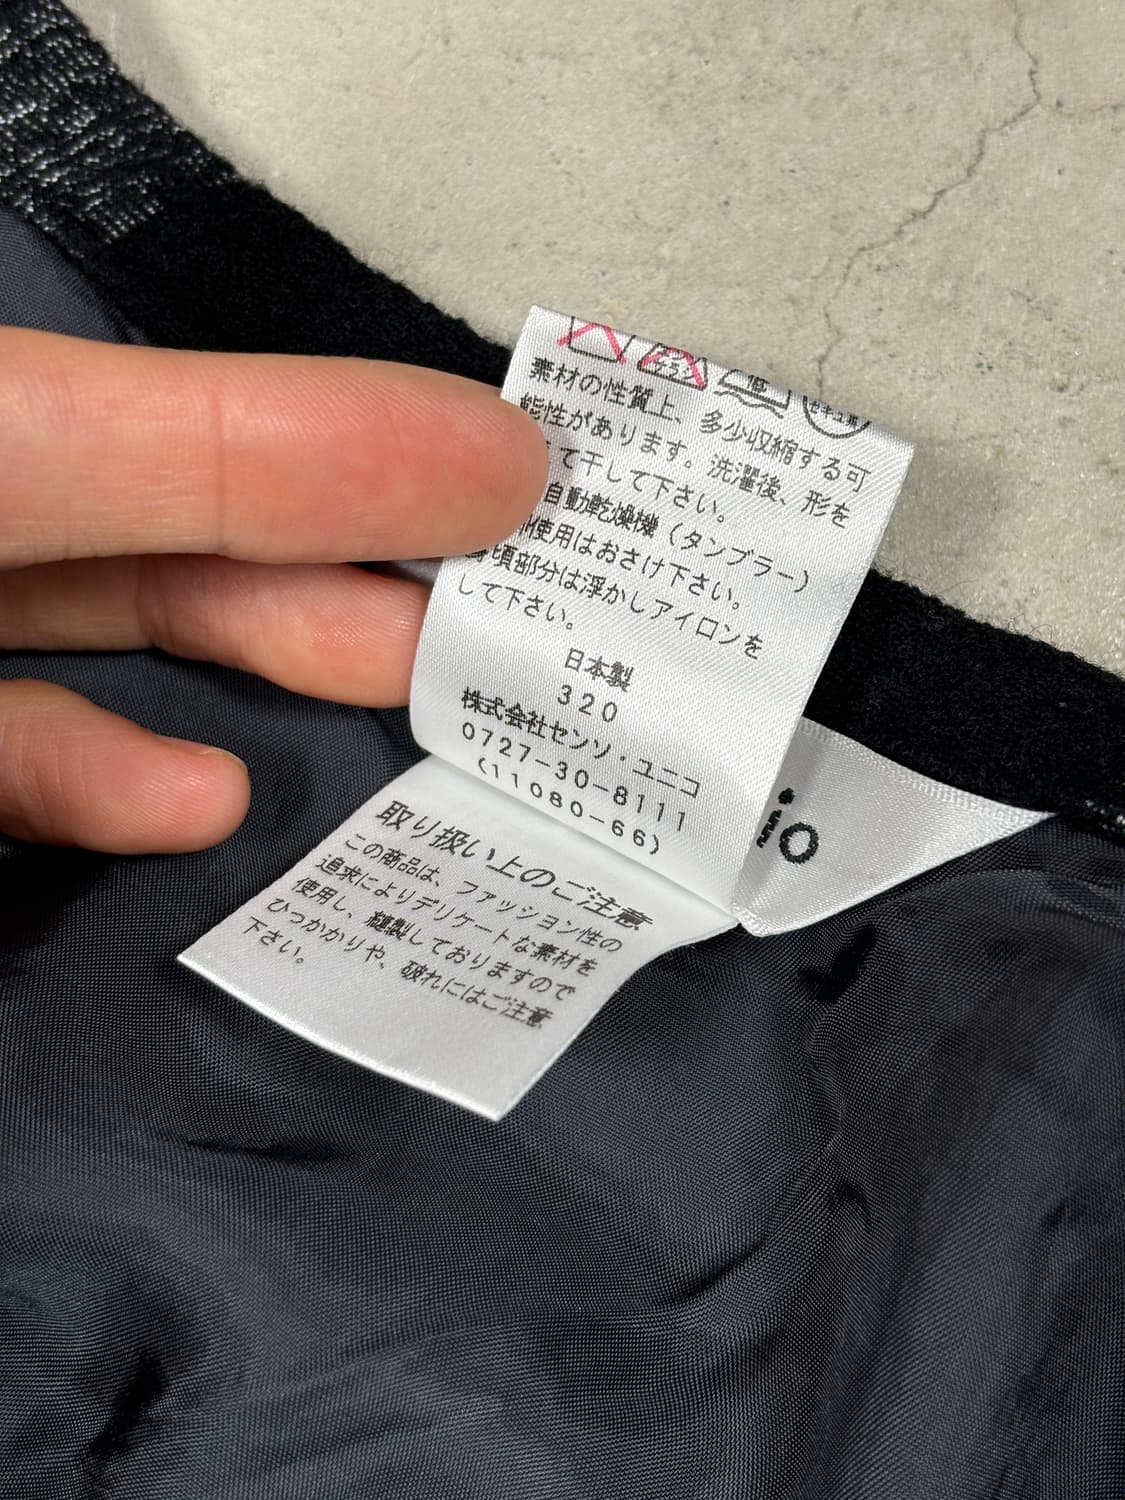 低
セキユ系
素材の性質上、多少収縮する可
能性があります。洗濯後、形を
て干して下さい。
自動乾燥機（タンブラー）
使用はおさけ下さい。
頃部分は浮かしアイロンを
して下さい。
日本製
320
株式会社センソ・ユニコ
0727-30-8111
(11080-66)
取り扱い上のご注意
この商品は、ファッション性の
追求によりデリケートな素材を
使用し、縫製しておりますので
ひっかかりや、破れにはご注意
下さい。
io